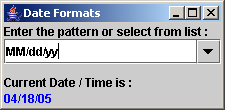 Date Formats
Enter the pattern or select from list :
MM/dd/yy
Current Date / Time is :
04/18/05